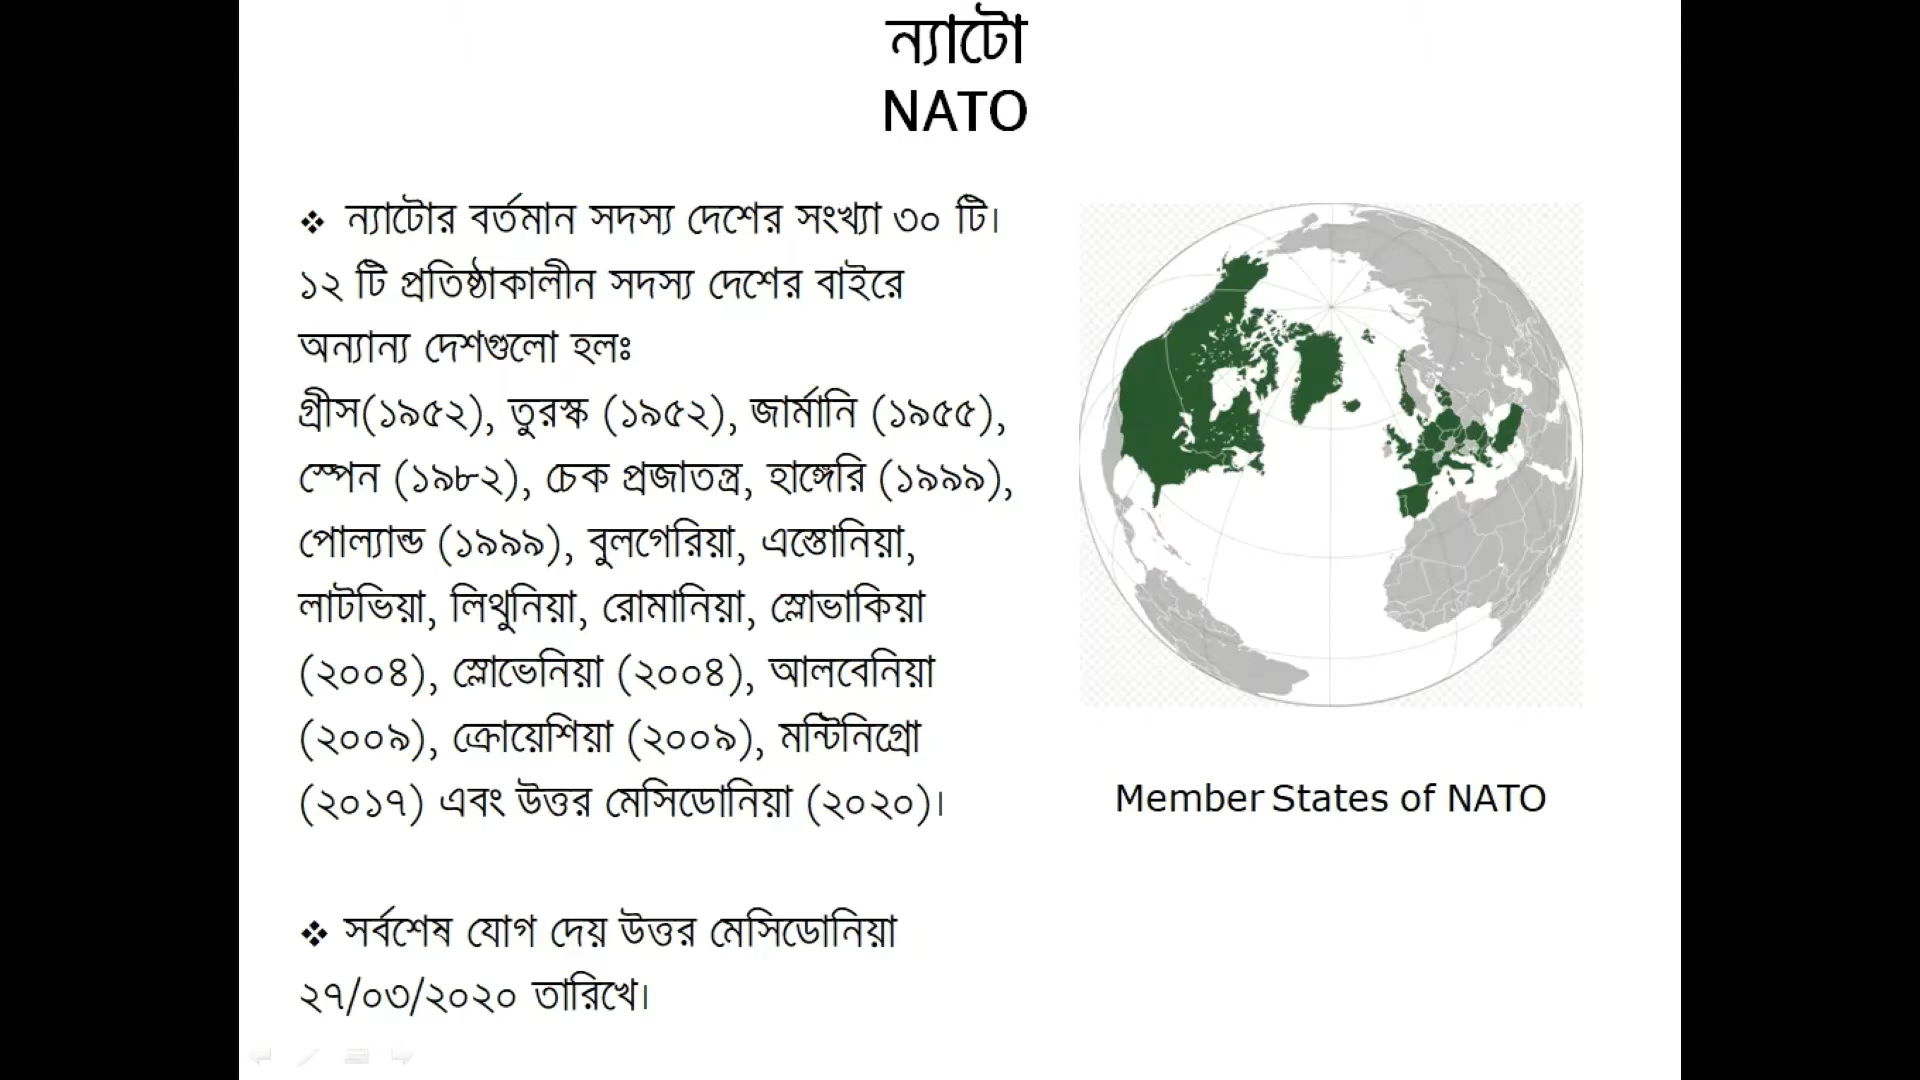 ন্যাটো
NATO
❖ ন্যাটোর বর্তমান সদস্য দেশের সংখ্যা ৩০ টি।
১২ টি প্রতিষ্ঠাকালীন সদস্য দেশের বাইরে
অন্যান্য দেশগুলো হলঃ
গ্রীস(১৯৫২), তুরস্ক (১৯৫২), জার্মানি (১৯৫৫),
স্পেন (১৯৮২), চেক প্রজাতন্ত্র, হাঙ্গেরি (১৯৯৯),
পোল্যান্ড (১৯৯৯), বুলগেরিয়া, এস্তোনিয়া,
লাটভিয়া, লিথুনিয়া, রোমানিয়া, স্লোভাকিয়া
(২০০৪), স্লোভেনিয়া (২০০৪), আলবেনিয়া
(২০০৯), ক্রোয়েশিয়া (২০০৯), মন্টিনিগ্রো
(২০১৭) এবং উত্তর মেসিডোনিয়া (২০২০)।
❖ সর্বশেষ যোগ দেয় উত্তর মেসিডোনিয়া
২৭/০৩/২০২০ তারিখে।
Member States of NATO